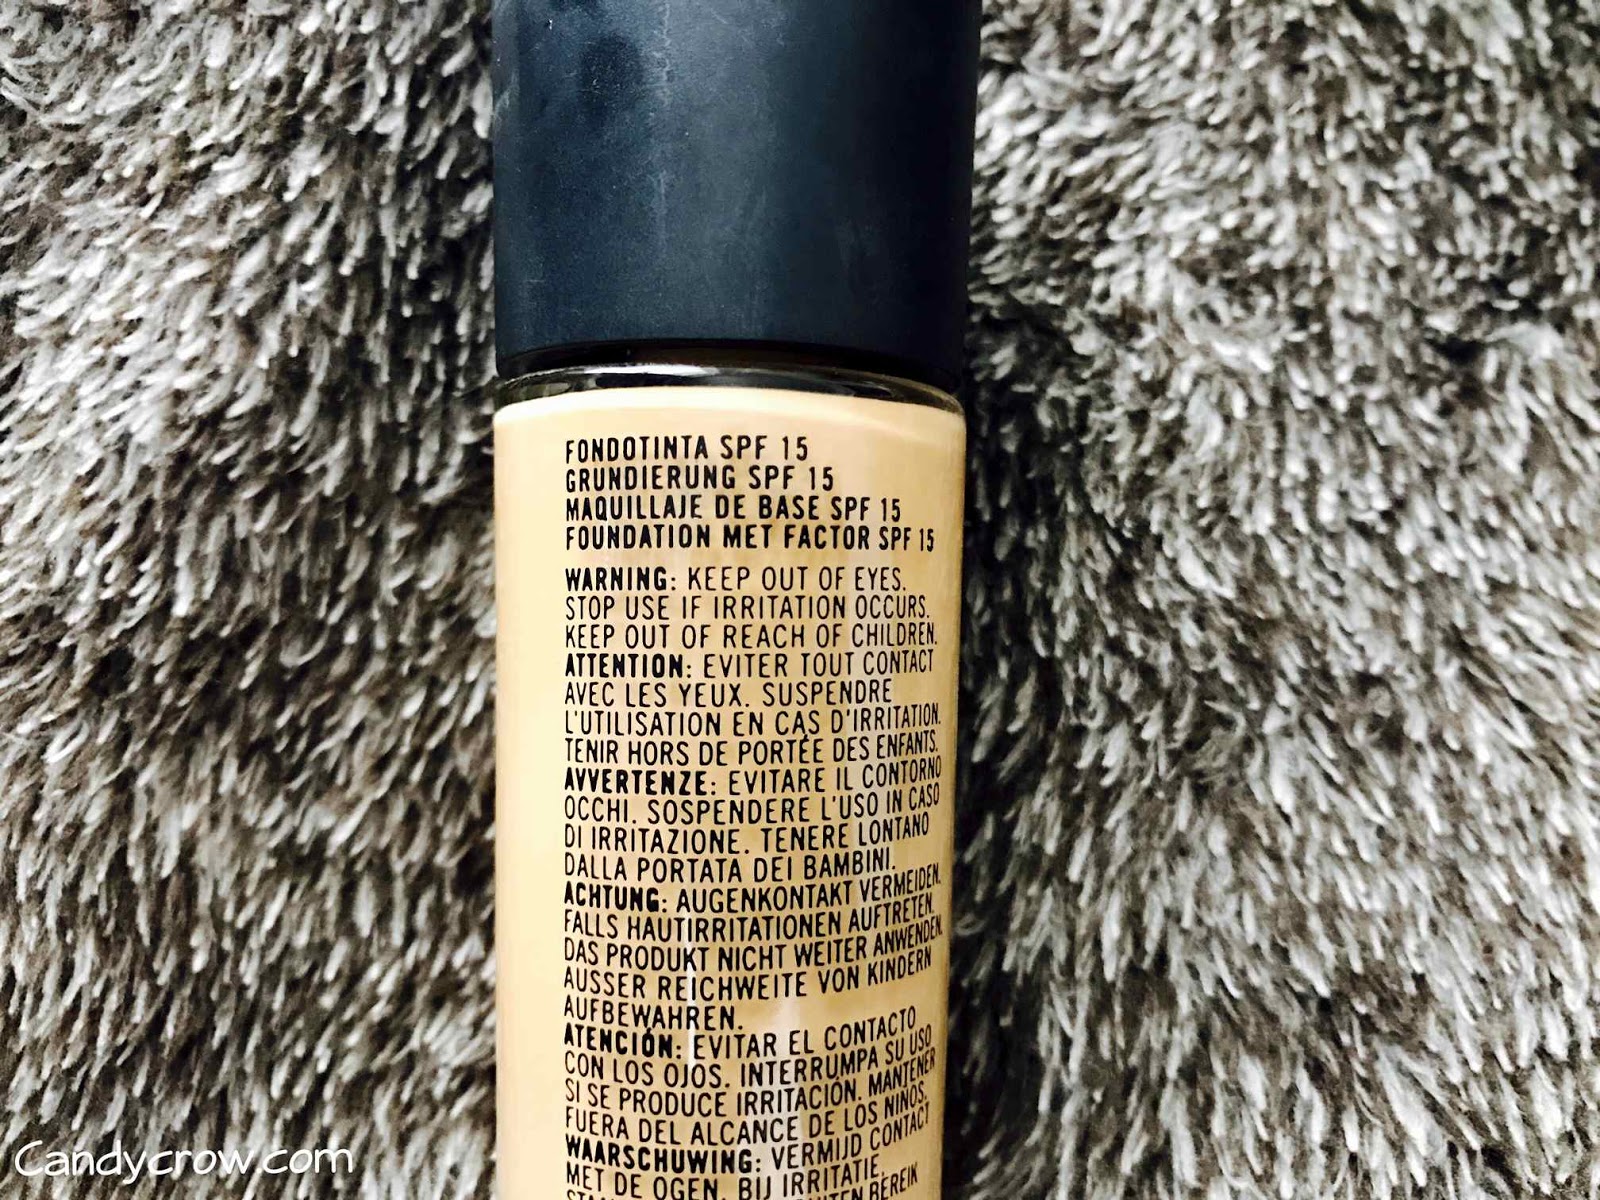 FONDOTINTA SPF 15
GRUNDIERUNG SPF 15
MAQUILLAJE DE BASE SPF 15
FOUNDATION MET FACTOR SPF 15
WARNING: KEEP OUT OF EYES.
STOP USE IF IRRITATION OCCURS.
KEEP OUT OF REACH OF CHILDREN.
ATTENTION: EVITER TOUT CONTACT
AVEC LES YEUX. SUSPENDRE
L'UTILISATION EN CAS D'IRRITATION.
TENIR HORS DE PORTÉE DES ENFANTS.
AVVERTENZE: EVITARE IL CONTORNO
OCCHI. SOSPENDERE L'USO IN CASO
DI IRRITAZIONE. TENERE LONTANO
DALLA PORTATA DEI BAMBINI.
ACHTUNG: AUGENKONTAKT VERMEIDEN.
FALLS HAUTIRRITATIONEN AUFTRETEN,
DAS PRODUKT NICHT WEITER ANWENDEN.
AUSSER REICHWEITE VON KINDERN
AUFBEWAHREN.
ATENCIÓN: EVITAR EL CONTACTO
CON LOS OJOS. INTERRUMPA SU USO
SI SE PRODUCE IRRITACIÓN. MANTENER
FUERA DEL ALCANCE DE LOS NIÑOS.
WAARSCHUWING: VERMIJD CONTACT
MET DE OGEN. BIJ IRRITATIE,
BEREIK
Candycrow.com